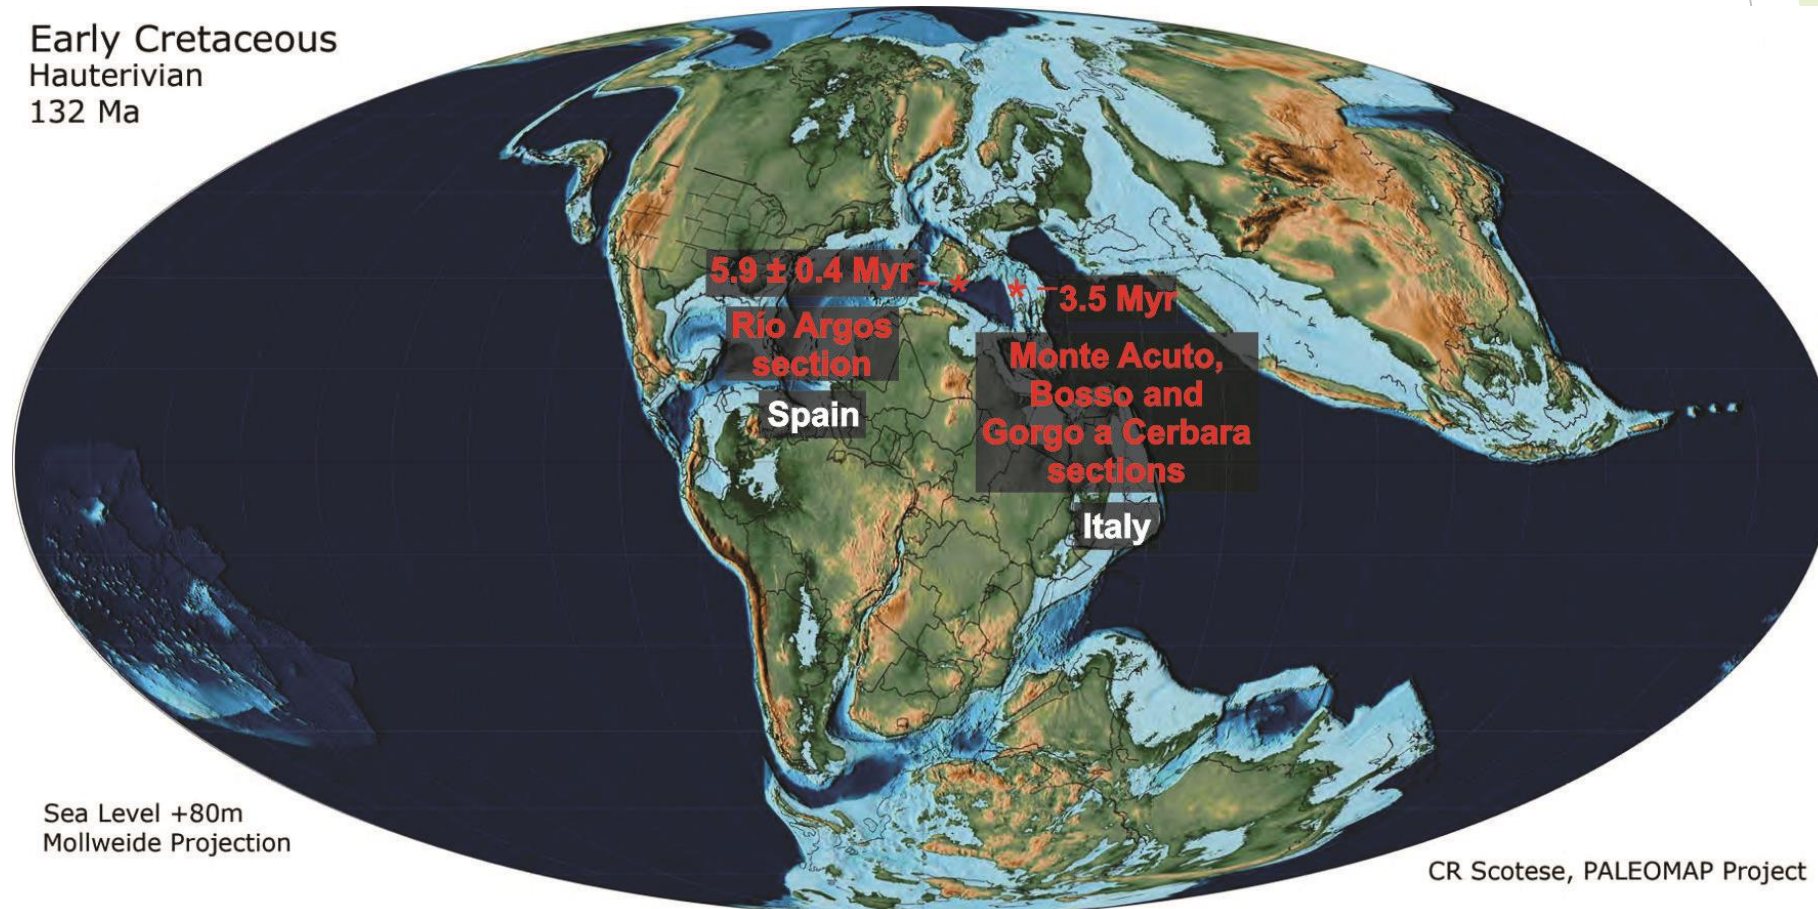 Early Cretaceous
Hauterivian
132 Ma
5.9 ± 0.4 Myr
Río Argos
section
Spain
3.5 Myr
Monte Acuto,
Bosso and
Gorgo a Cerbara
sections
Italy
Sea Level +80m
Mollweide Projection
CR Scotese, PALEOMAP Project